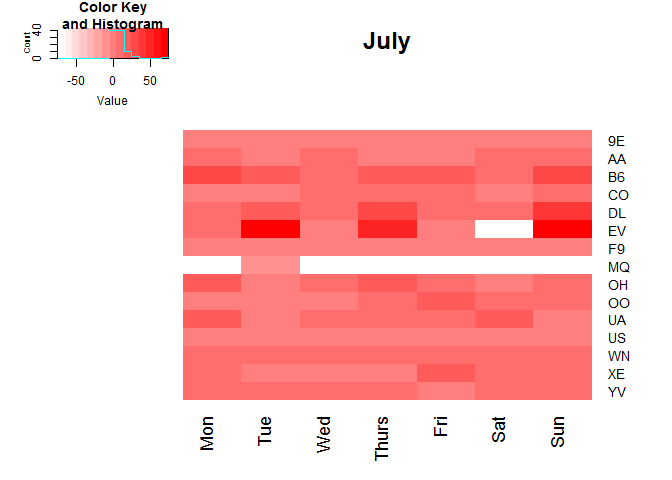 Color Key
and Histogram
July
count
0 40
-50 0 50
Value
9E
AA
B6
CO
DL
EV
F9
MQ
OH
OO
UA
US
WN
XE
YV
Mon Tue Wed Thurs Fri Sat Sun